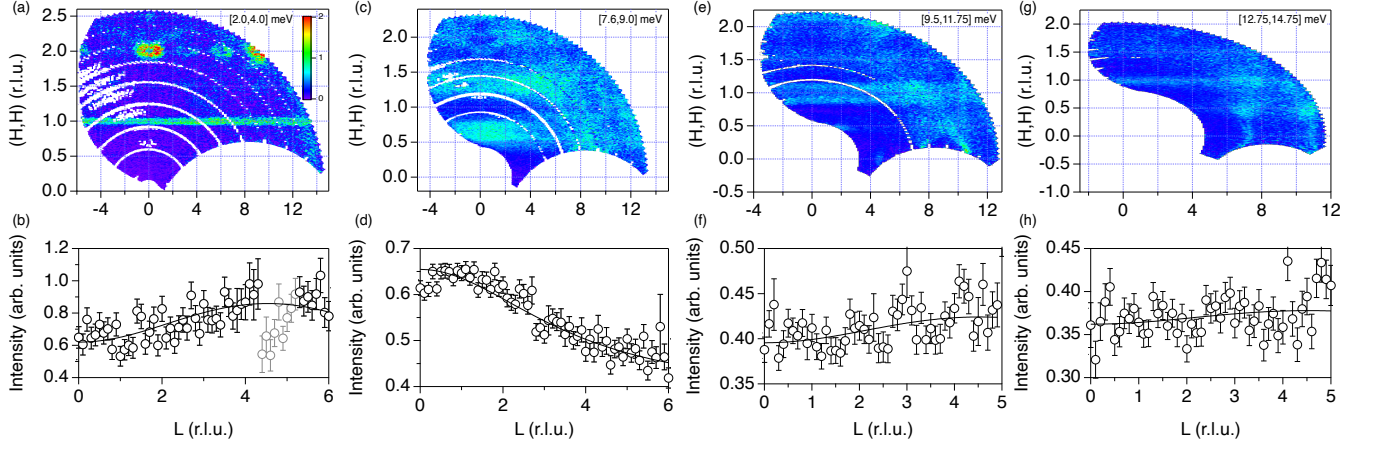 (a)
[2.0,4.0] meV
2.5
2.0
1.5
1.0
0.5
0.0
(H,H) (r.l.u.)
2
1
0
-4 0 4 8 12
(c)
[7.6,9.0] meV
2.5
2.0
1.5
1.0
0.5
0.0
(H,H) (r.l.u.)
-4 0 4 8 12
(e)
[9.5,11.75] meV
2.0
1.5
1.0
0.5
0.0
-0.5
(H,H) (r.l.u.)
-4 0 4 8 12
(g)
[12.75,14.75] meV
2.0
1.5
1.0
0.5
0.0
-0.5
-1.0
(H,H) (r.l.u.)
0 4 8 12
(b)
1.2
1.0
0.8
0.6
0.4
Intensity (arb. units)
0 2 4 6
L (r.l.u.)
(d)
0.7
0.6
0.5
0.4
Intensity (arb. units)
0 2 4 6
L (r.l.u.)
(f)
0.50
0.45
0.40
0.35
Intensity (arb. units)
0 1 2 3 4 5
L (r.l.u.)
(h)
0.45
0.40
0.35
0.30
Intensity (arb. units)
0 1 2 3 4 5
L (r.l.u.)